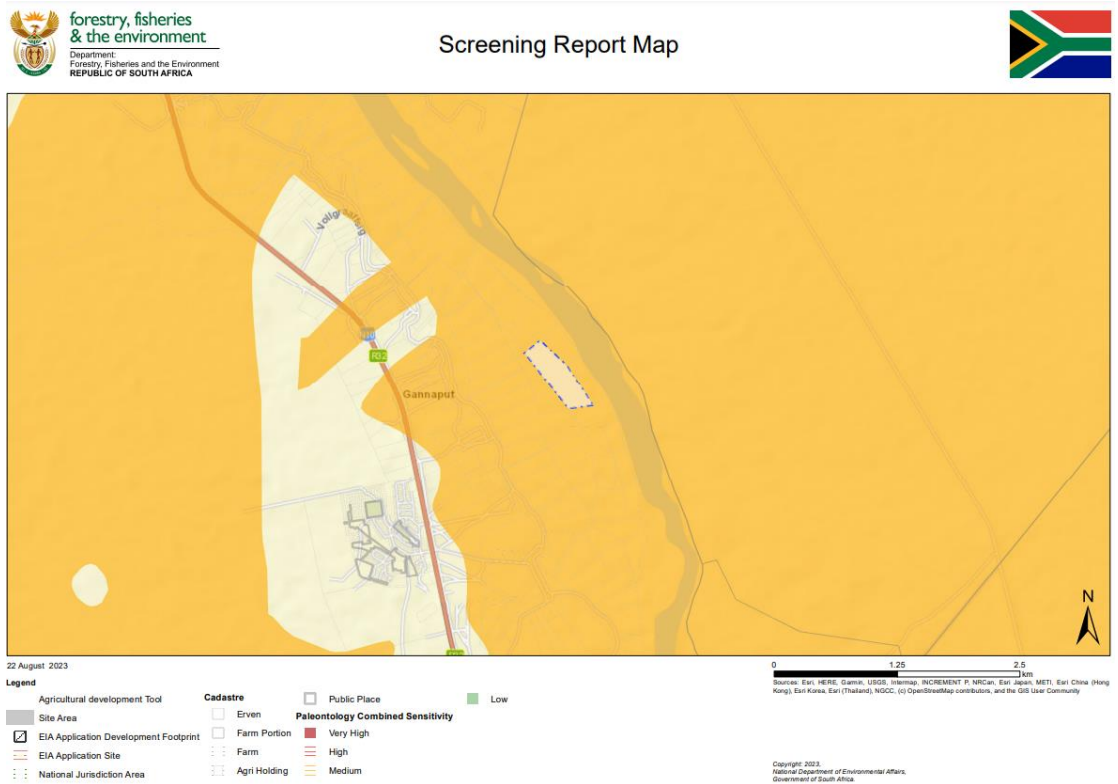 forestry, fisheries
& the environment
Department:
Forestry, Fisheries and the Environment
REPUBLIC OF SOUTH AFRICA
Screening Report Map
Gannaput
N
22 August 2023
0 1.25 2.5
km
Sources: Esri, HERE, Garmin, USGS, Intermap, INCREMENT P, NRCan, Esri Japan, METI, Esri China (Hong
Kong), Esri Korea, Esri (Thailand), NGCC, (c) OpenStreetMap contributors, and the GIS User Community
Legend
Agricultural development Tool
Site Area
EIA Application Development Footprint
EIA Application Site
National Jurisdiction Area
Cadastre
Erven
Farm Portion
Farm
Agri Holding
Public Place
Paleontology Combined Sensitivity
Very High
High
Medium
Low
Copyright: 2023,
National Department of Environmental Affairs,
Government of South Africa.